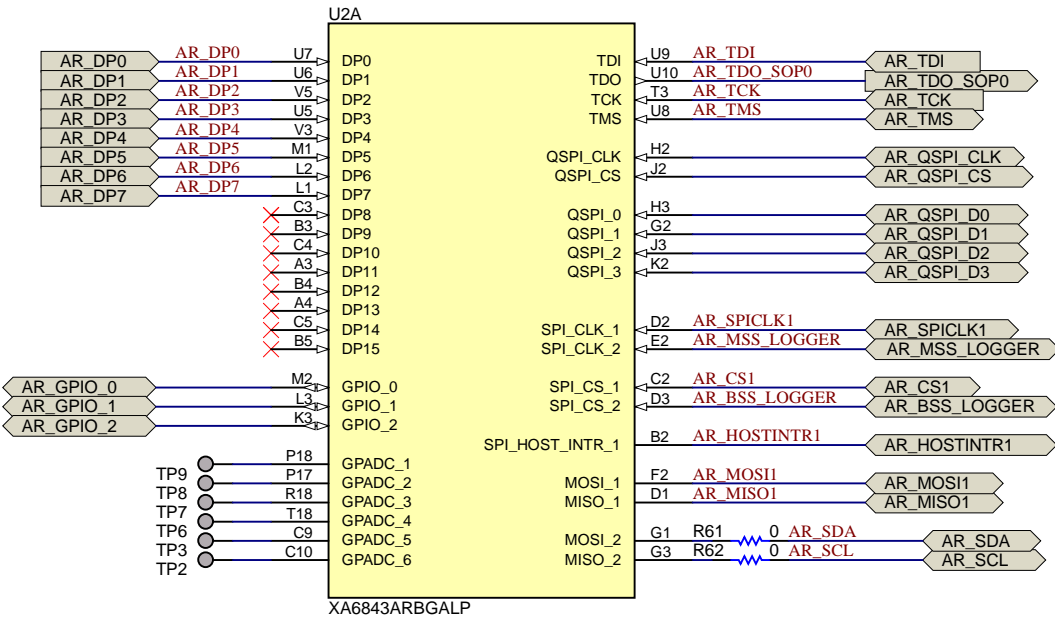 U2A
AR_DP0 AR_DP0 U7 DP0 TDI U9 AR_TDI AR_TDI
AR_DP1 AR_DP1 U6 DP1 TDO U10 AR_TDO_SOP0 AR_TDO_SOP0
AR_DP2 AR_DP2 V5 DP2 TCK T3 AR_TCK AR_TCK
AR_DP3 AR_DP3 U5 DP3 TMS U8 AR_TMS AR_TMS
AR_DP4 AR_DP4 V3 DP4
AR_DP5 AR_DP5 M1 DP5 QSPI_CLK H2 AR_QSPI_CLK
AR_DP6 AR_DP6 L2 DP6 QSPI_CS J2 AR_QSPI_CS
AR_DP7 AR_DP7 L1 DP7
C3 DP8 QSPI_0 H3 AR_QSPI_D0
B3 DP9 QSPI_1 G2 AR_QSPI_D1
C4 DP10 QSPI_2 J3 AR_QSPI_D2
A3 DP11 QSPI_3 K2 AR_QSPI_D3
B4 DP12
A4 DP13
C5 DP14 SPI_CLK_1 D2 AR_SPICLK1 AR_SPICLK1
B5 DP15 SPI_CLK_2 E2 AR_MSS_LOGGER AR_MSS_LOGGER
AR_GPIO_0 M2 GPIO_0 SPI_CS_1 C2 AR_CS1 AR_CS1
AR_GPIO_1 L3 GPIO_1 SPI_CS_2 D3 AR_BSS_LOGGER AR_BSS_LOGGER
AR_GPIO_2 K3 GPIO_2
SPI_HOST_INTR_1 B2 AR_HOSTINTR1 AR_HOSTINTR1
TP9 P18 GPADC_1
TP8 P17 GPADC_2 MOSI_1 F2 AR_MOSI1 AR_MOSI1
TP7 R18 GPADC_3 MISO_1 D1 AR_MISO1 AR_MISO1
TP6 T18 GPADC_4
TP3 C9 GPADC_5 MOSI_2 G1 R61 0 AR_SDA AR_SDA
TP2 C10 GPADC_6 MISO_2 G3 R62 0 AR_SCL AR_SCL
XA6843ARBGALP